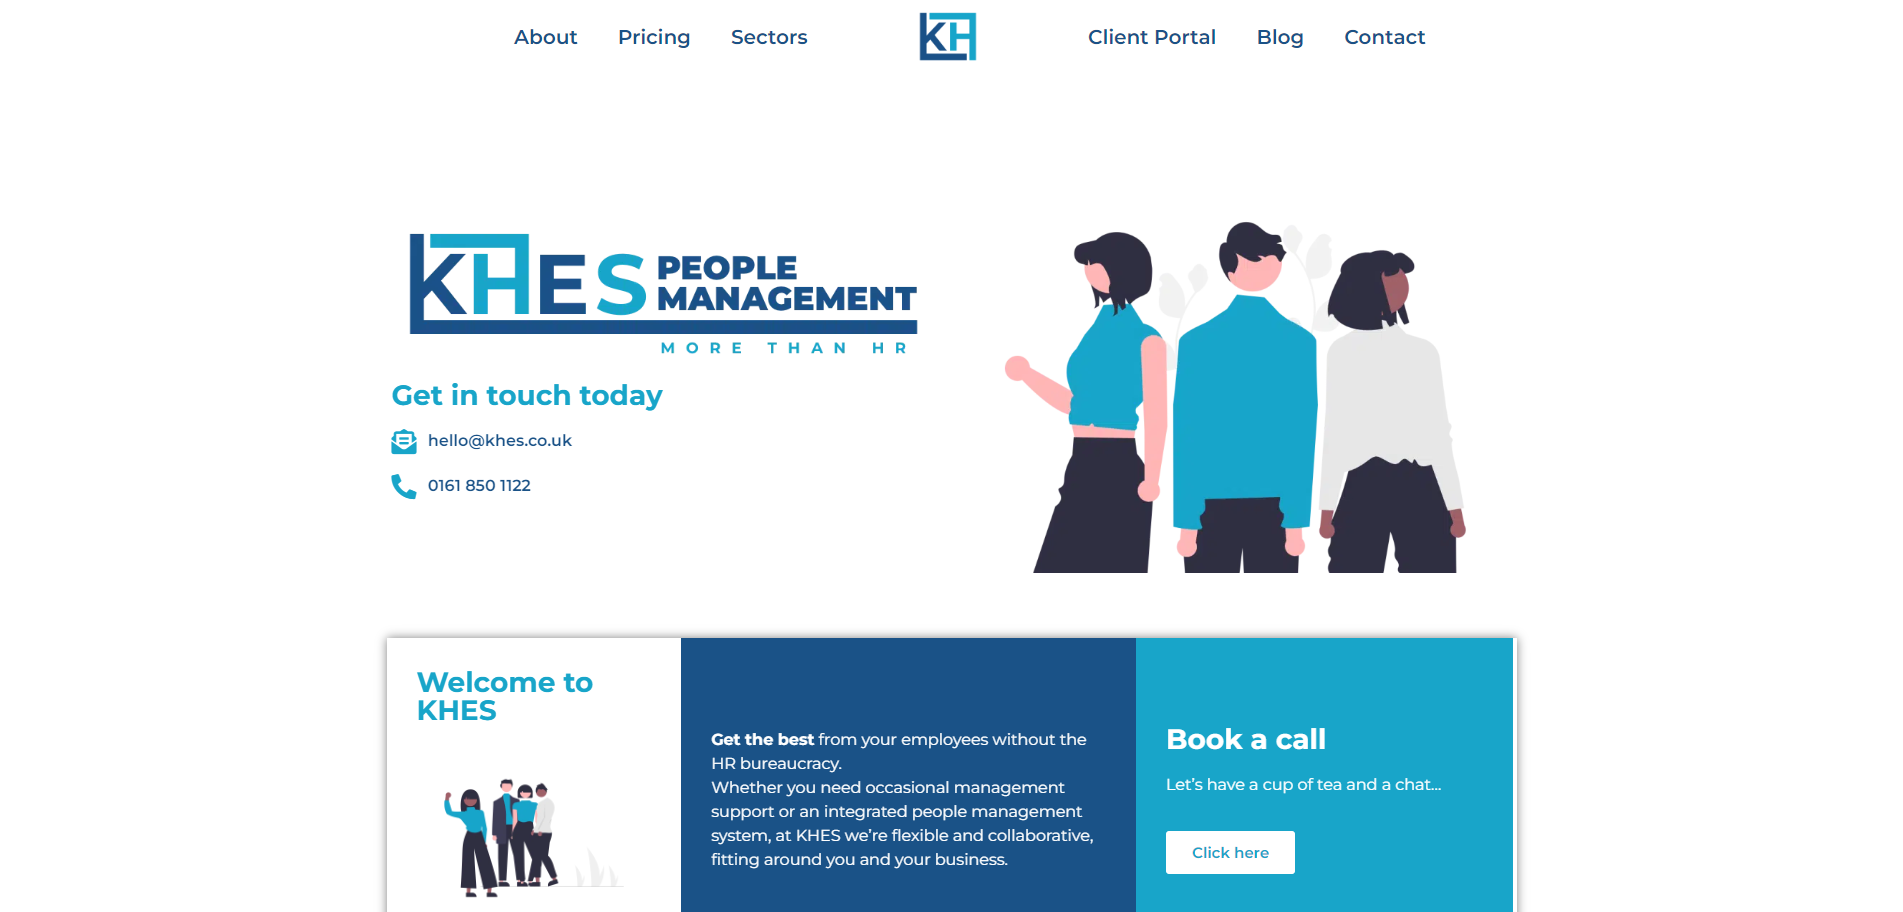 About Pricing Sectors KH Client Portal Blog Contact
KHES PEOPLE
MANAGEMENT
MORE THAN HR
Get in touch today
hello@khes.co.uk
0161 850 1122
Welcome to
KHES
Get the best from your employees without the
HR bureaucracy.
Whether you need occasional management
support or an integrated people management
system, at KHES we’re flexible and collaborative,
fitting around you and your business.
Book a call
Let’s have a cup of tea and a chat...
Click here